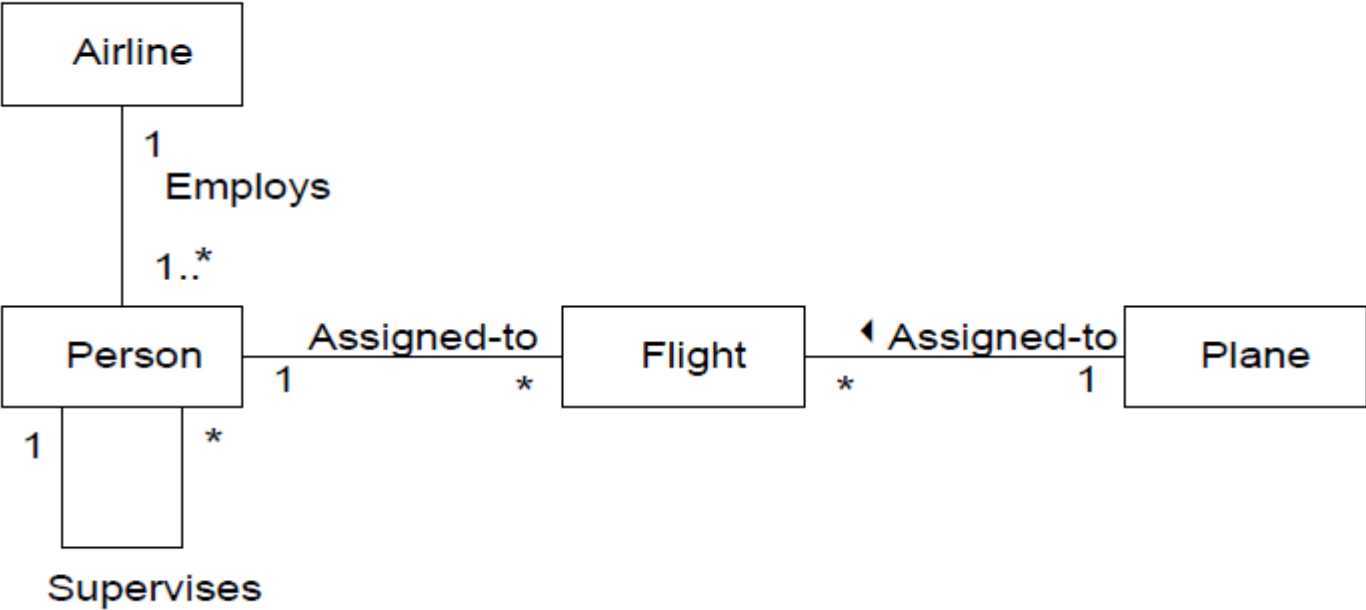 Airline
1
Employs
1..*
Person
Assigned-to
1
*
Flight
Assigned-to
*
1
Plane
1
*
Supervises